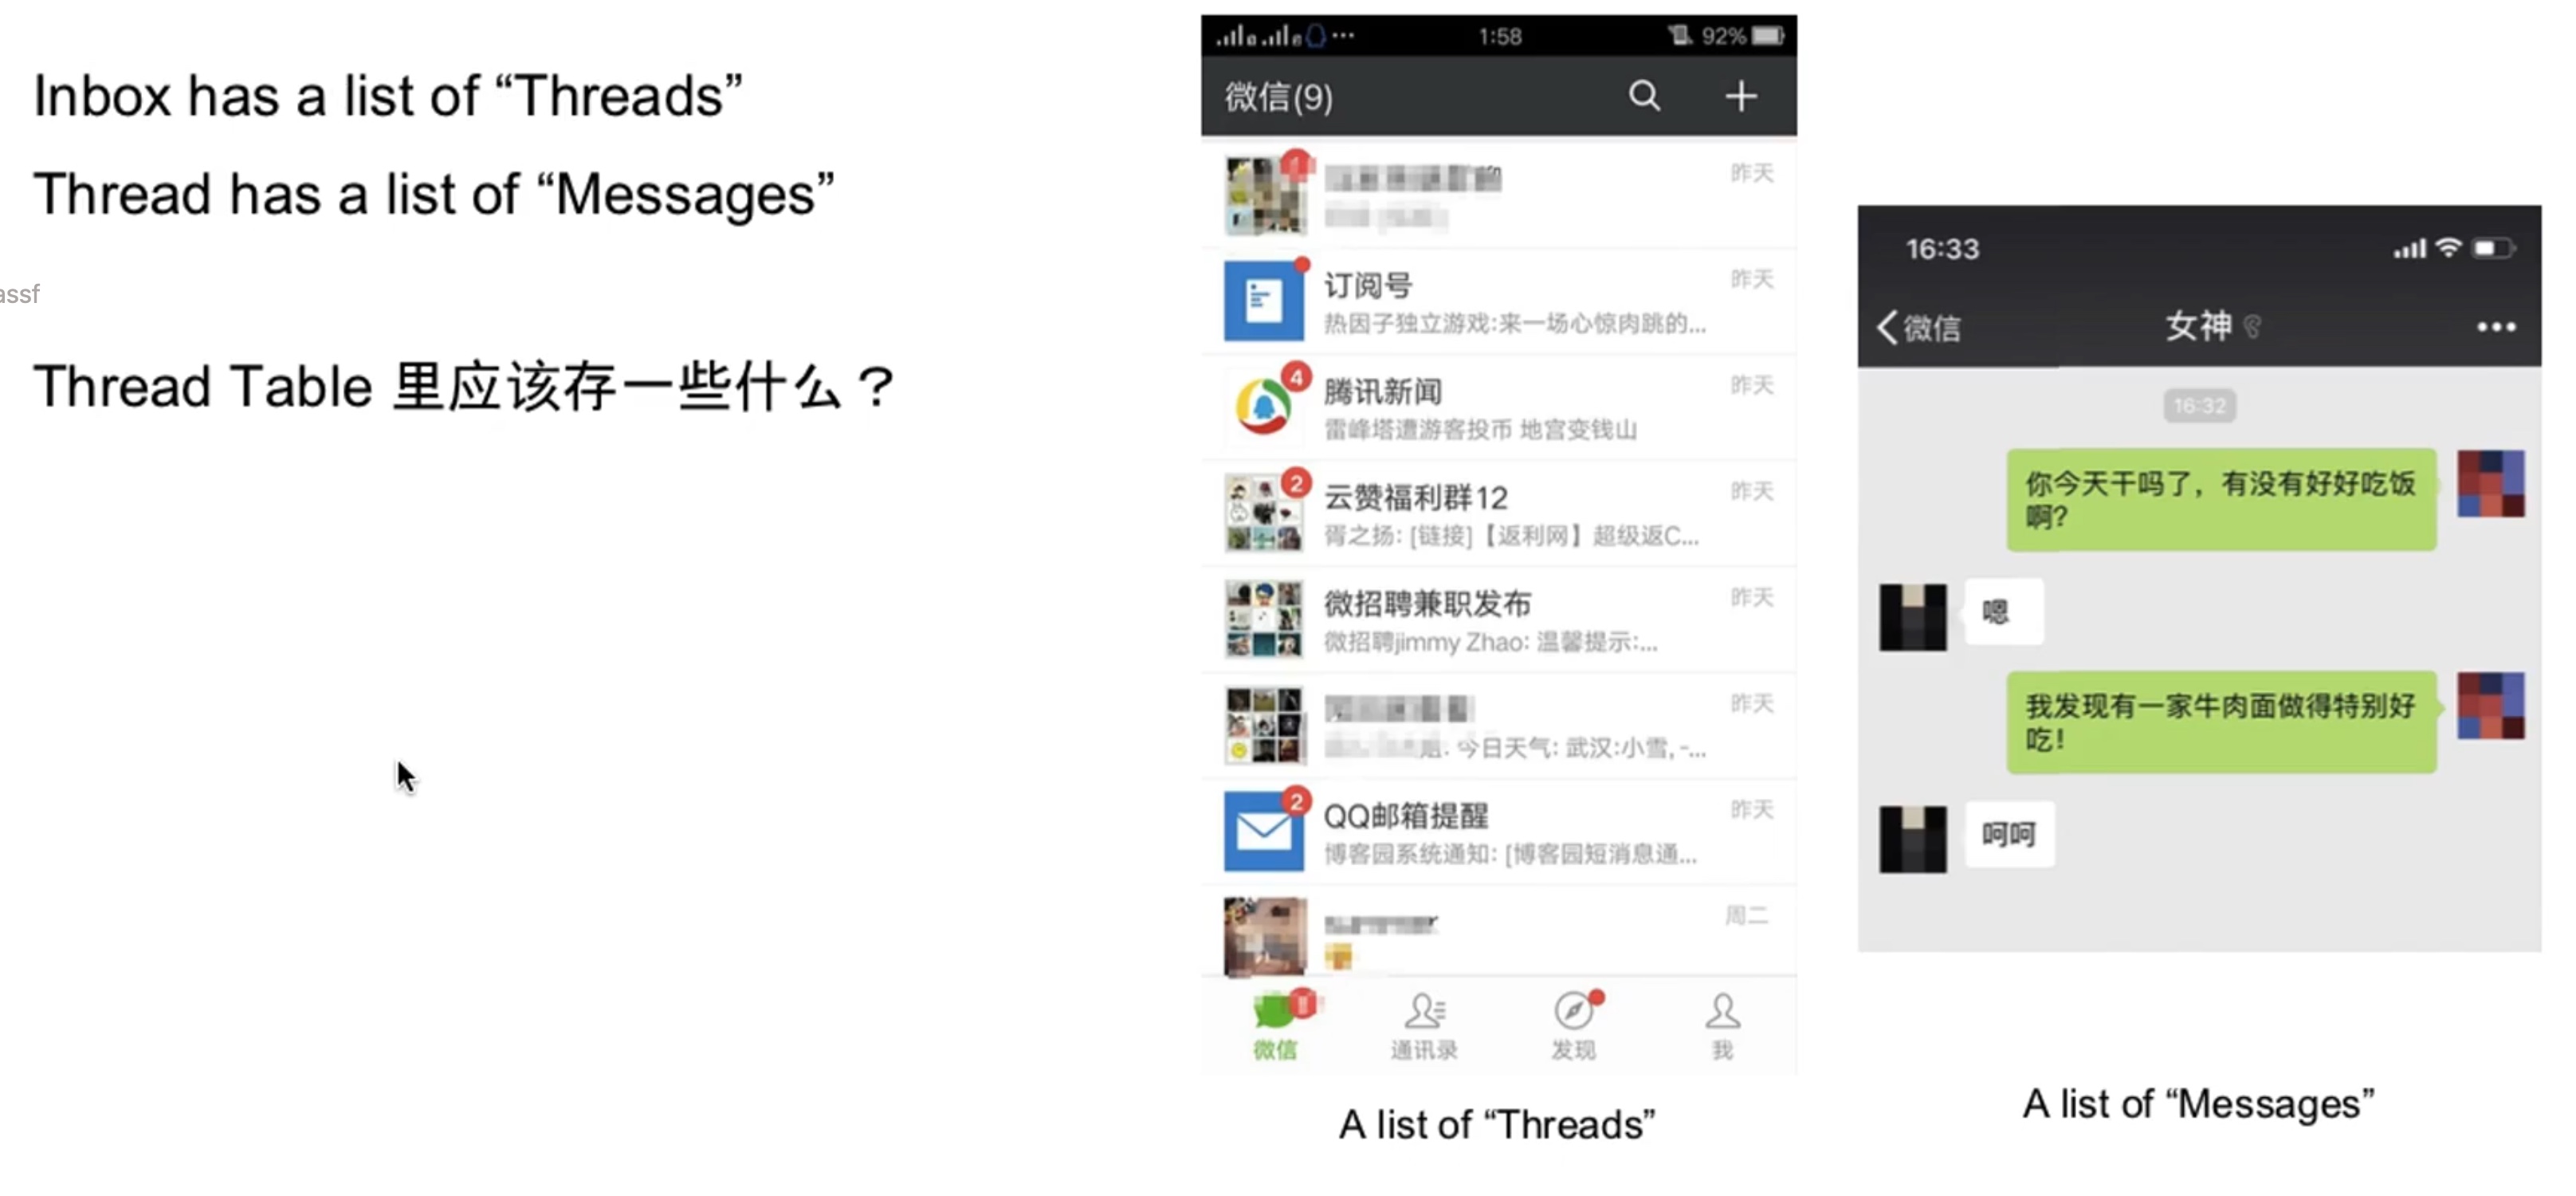 Inbox has a list of “Threads”
Thread has a list of “Messages”
assf
Thread Table 里应该存一些什么？
1:58
92%
微信(9)
昨天
订阅号
昨天
热因子独立游戏:来一场心惊肉跳的...
4
腾讯新闻
昨天
雷峰塔遭游客投币 地宫变钱山
2
云赞福利群12
昨天
胥之扬: [链接]【返利网】超级返C...
微招聘兼职发布
昨天
微招聘jimmy Zhao: 温馨提示:...
昨天
今日天气: 武汉:小雪, -...
2
QQ邮箱提醒
昨天
博客园系统通知: [博客园短消息通...
周二
微信
通讯录
发现
我
A list of “Threads”
16:33
微信
女神
16:32
你今天干吗了，有没有好好吃饭
啊?
嗯
我发现有一家牛肉面做得特别好
吃!
呵呵
A list of “Messages”